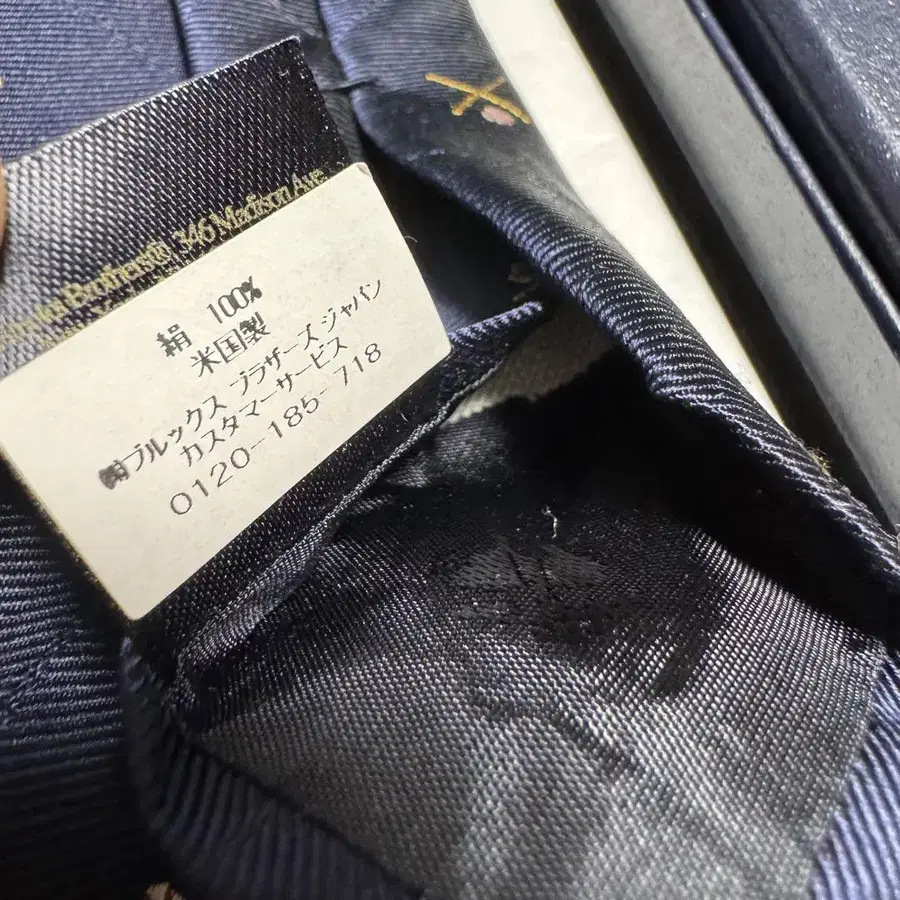 Brothers® 346 Madison Ave
絹 100%
米国製
㈱ブルックス ブラザーズ ジャパン
カスタマーサービス
0120-185-718